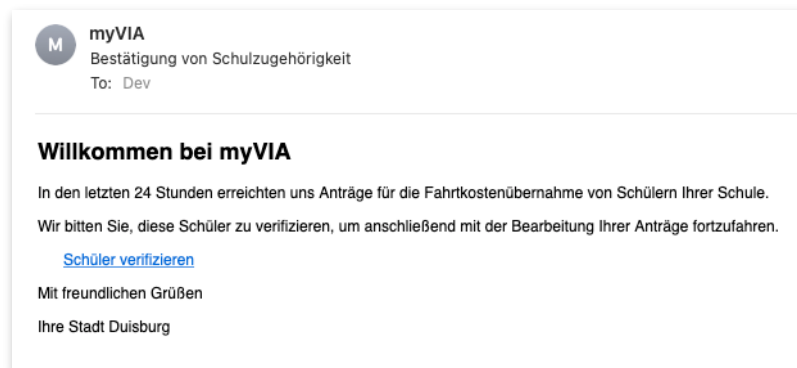 M
myVIA
Bestätigung von Schulzugehörigkeit
To: Dev
Willkommen bei myVIA
In den letzten 24 Stunden erreichten uns Anträge für die Fahrtkostenübernahme von Schülern Ihrer Schule.
Wir bitten Sie, diese Schüler zu verifizieren, um anschließend mit der Bearbeitung Ihrer Anträge fortzufahren.
Schüler verifizieren
Mit freundlichen Grüßen
Ihre Stadt Duisburg